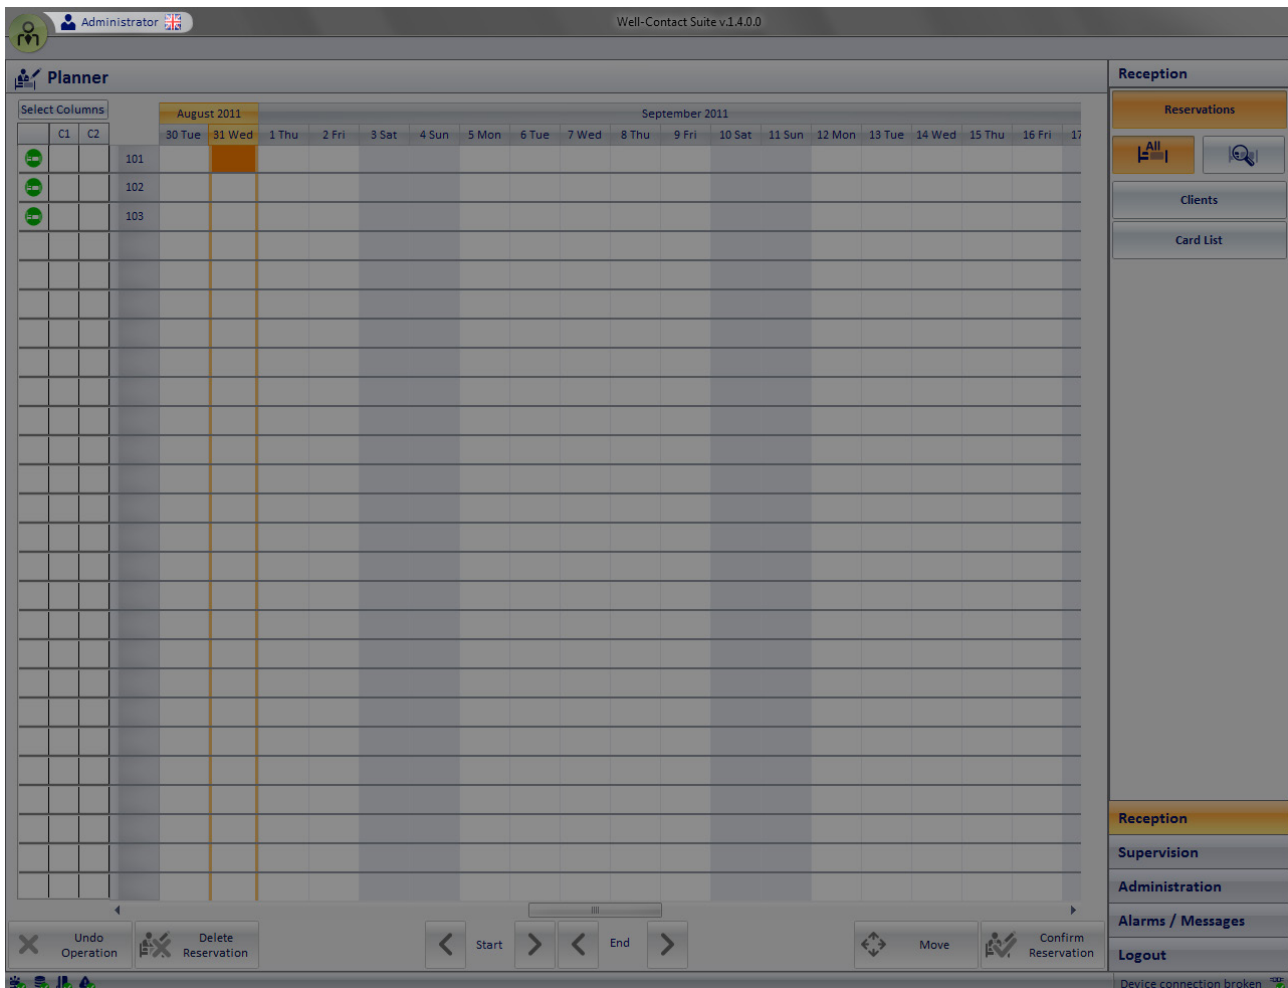 Administrator
Well-Contact Suite v.1.4.0.0
Planner
Reception
Select Columns
August 2011
September 2011
Reservations
C1 C2
30 Tue 31 Wed 1 Thu 2 Fri 3 Sat 4 Sun 5 Mon 6 Tue 7 Wed 8 Thu 9 Fri 10 Sat 11 Sun 12 Mon 13 Tue 14 Wed 15 Thu 16 Fri 17
All
101
102
103
Clients
Card List
Reception
Supervision
Administration
Alarms / Messages
Logout
Undo
Operation
Delete
Reservation
Start
End
Move
Confirm
Reservation
Device connection broken